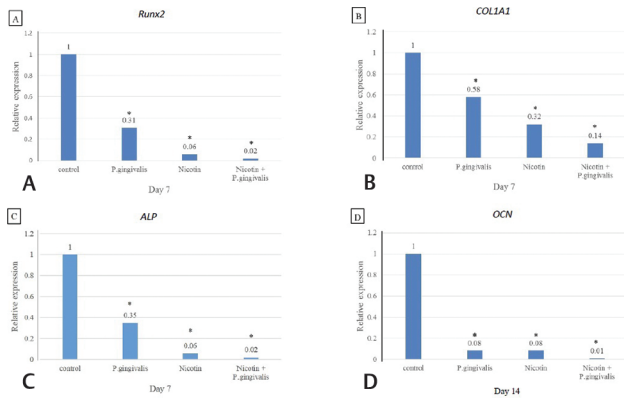 A
Runx2
Relative expression
1.2
1
0.8
0.6
0.4
0.2
0
1
*
0.31
*
0.06
*
0.02
control
P.gingivalis
Nicotin
Nicotin +
P.gingivalis
Day 7
A
B
COL1A1
Relative expression
1.2
1
0.8
0.6
0.4
0.2
0
1
*
0.58
*
0.32
*
0.14
control
P.gingivalis
Nicotin
Nicotin +
P.gingivalis
Day 7
B
C
ALP
Relative expression
1.2
1
0.8
0.6
0.4
0.2
0
1
*
0.35
*
0.06
*
0.02
control
P.gingivalis
Nicotin
Nicotin +
P.gingivalis
Day 7
C
D
OCN
Relative expression
1.2
1
0.8
0.6
0.4
0.2
0
1
*
0.08
*
0.08
*
0.01
control
P.gingivalis
Nicotin
Nicotin +
P.gingivalis
Day 14
D